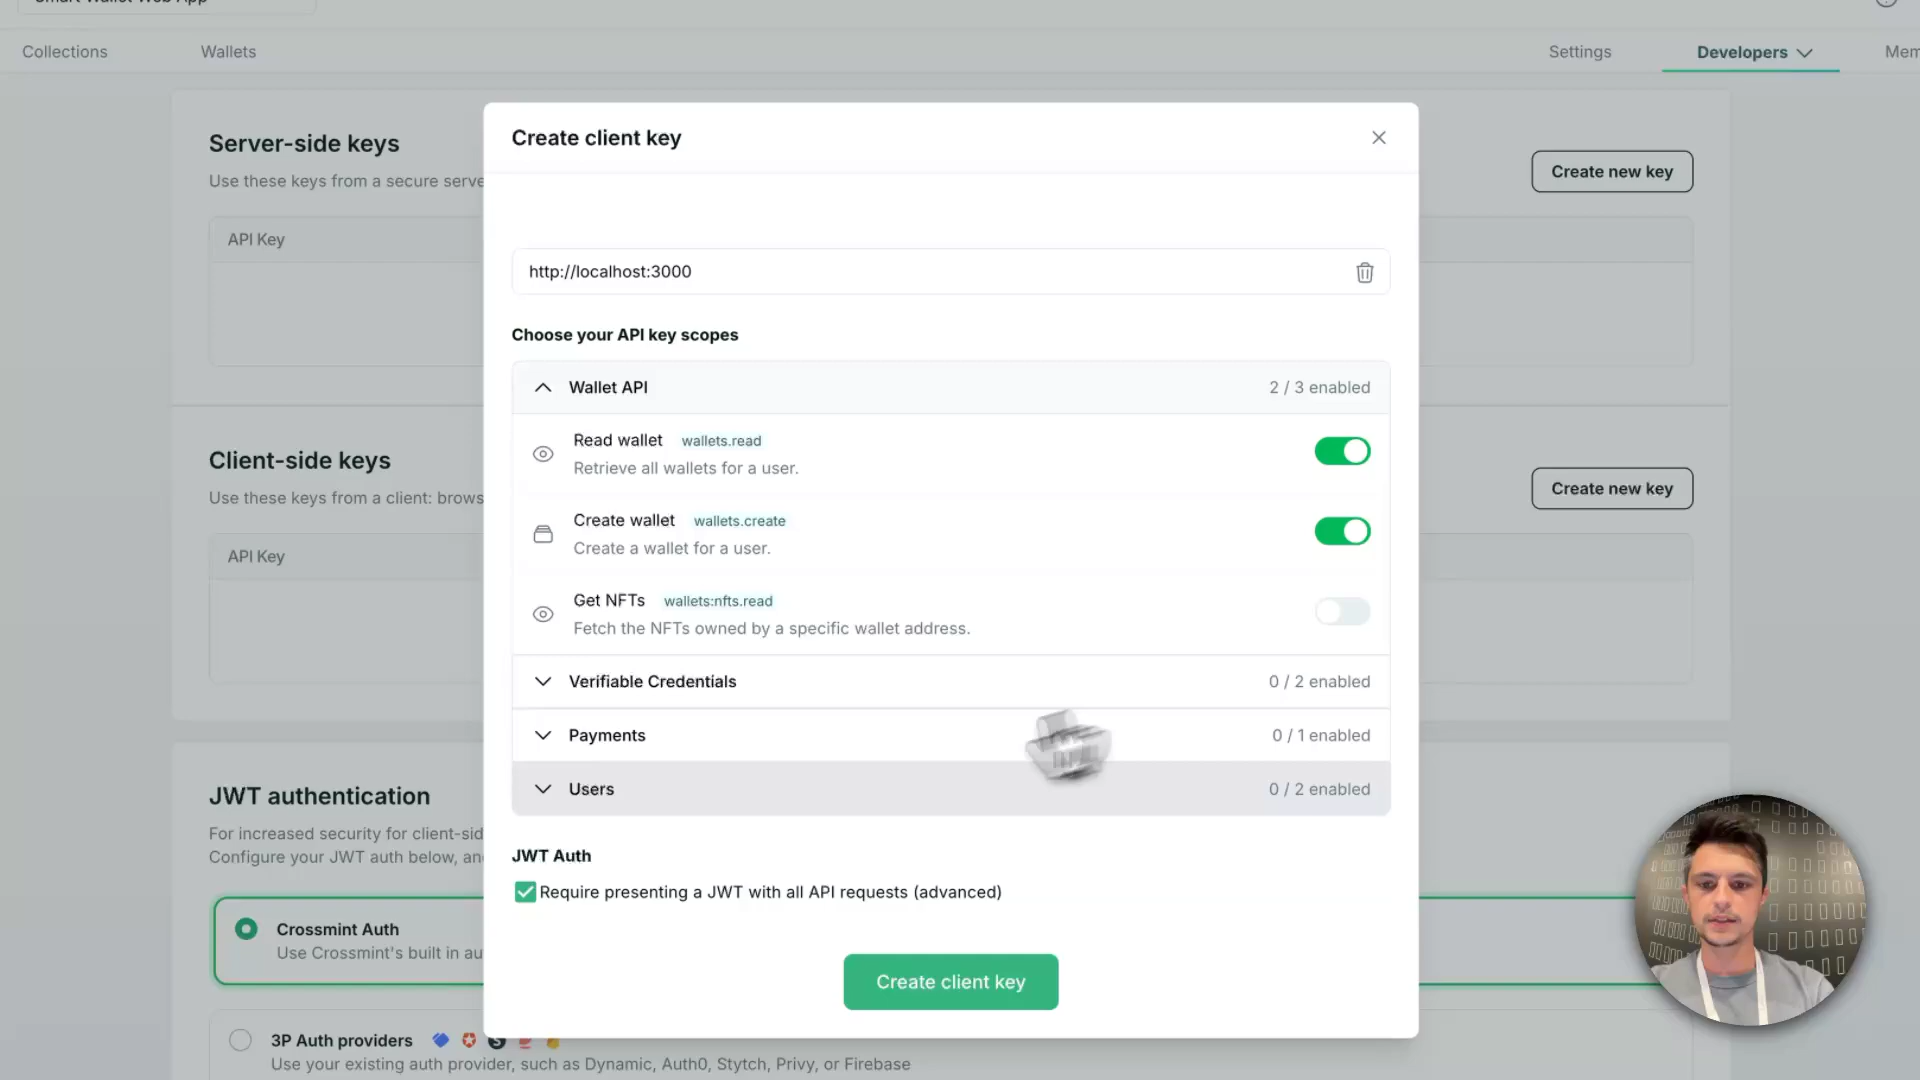 Smart Wallet Web App
Collections
Wallets
Settings
Developers
Mem
Server-side keys
Use these keys from a secure serve
Create new key
API Key
Client-side keys
Use these keys from a client: brows
Create new key
API Key
JWT authentication
For increased security for client-sid
Configure your JWT auth below, an
Crossmint Auth
Use Crossmint's built in au
3P Auth providers
Use your existing auth provider, such as Dynamic, Auth0, Stytch, Privy, or Firebase
Create client key
http://localhost:3000
Choose your API key scopes
Wallet API
2 / 3 enabled
Read wallet wallets.read
Retrieve all wallets for a user.
Create wallet wallets.create
Create a wallet for a user.
Get NFTs wallets:nfts.read
Fetch the NFTs owned by a specific wallet address.
Verifiable Credentials
0 / 2 enabled
Payments
0 / 1 enabled
Users
0 / 2 enabled
JWT Auth
Require presenting a JWT with all API requests (advanced)
Create client key